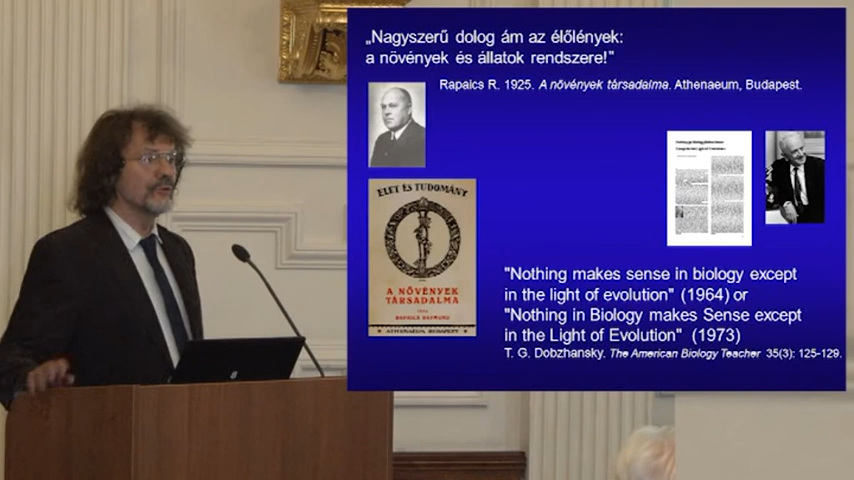 „Nagyszerű dolog ám az élőlények:
a növények és állatok rendszere!”
Rapaics R. 1925. A növények társadalma. Athenaeum, Budapest.
ÉLET ÉS TUDOMÁNY
A NÖVÉNYEK
TÁRSADALMA
RAPAICS RAYMUND
ATHENAEUM, BUDAPEST
"Nothing makes sense in biology except
in the light of evolution" (1964) or
"Nothing in Biology makes Sense except
in the Light of Evolution" (1973)
T. G. Dobzhansky. The American Biology Teacher 35(3): 125-129.